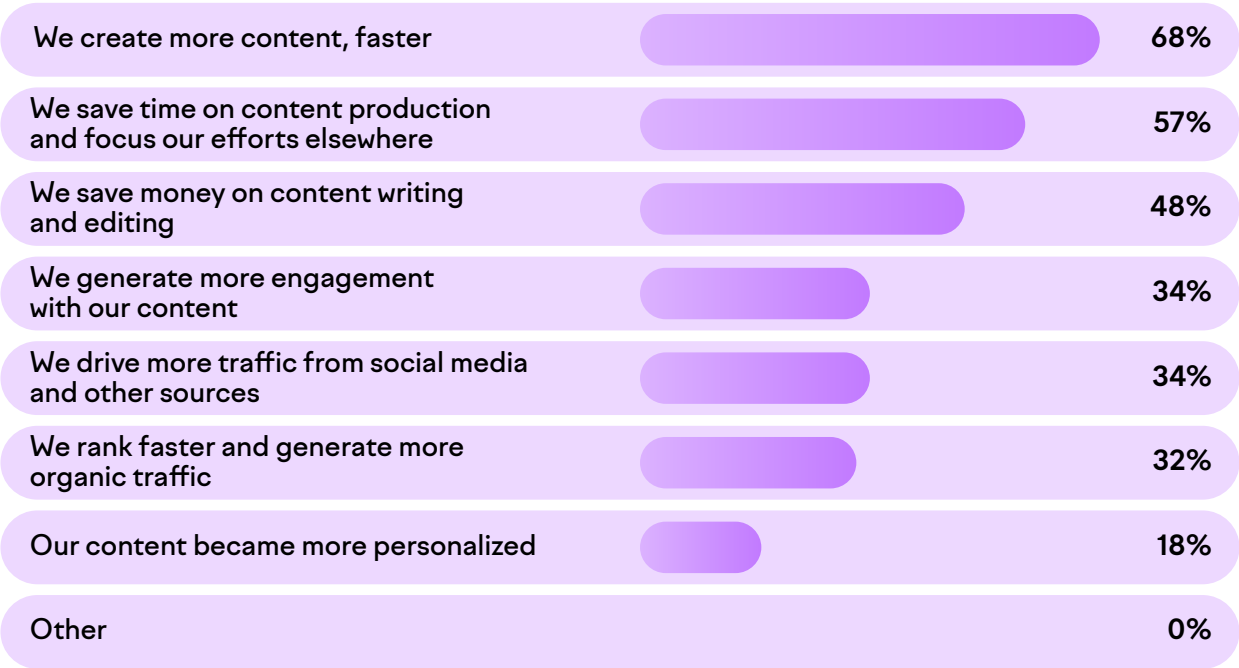 We create more content, faster
68%
We save time on content production
and focus our efforts elsewhere
57%
We save money on content writing
and editing
48%
We generate more engagement
with our content
34%
We drive more traffic from social media
and other sources
34%
We rank faster and generate more
organic traffic
32%
Our content became more personalized
18%
Other
0%